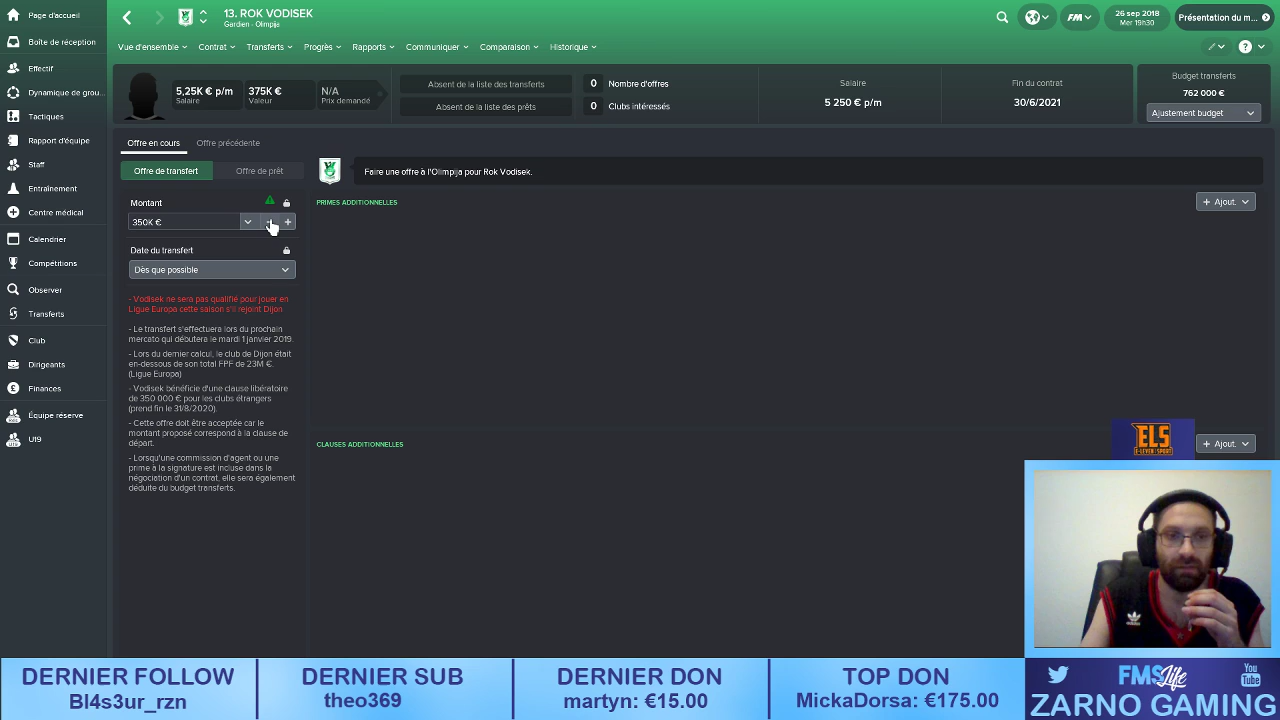 Page d'accueil
Boîte de réception
Effectif
Dynamique de grou...
Tactiques
Rapport d'équipe
Staff
Entraînement
Centre médical
Calendrier
Compétitions
Observer
Transferts
Club
Dirigeants
Finances
Équipe réserve
U19
13. ROK VODISEK
Gardien - Olimpija
FM
26 sep 2018
Mer 19h30
Présentation du m...
Vue d'ensemble
Contrat
Transferts
Progrès
Rapports
Communiquer
Comparaison
Historique
5,25K € p/m
Salaire
375K €
Valeur
N/A
Prix demandé
Absent de la liste des transferts
Absent de la liste des prêts
0 Nombre d'offres
0 Clubs intéressés
Salaire
5 250 € p/m
Fin du contrat
30/6/2021
Budget transferts
762 000 €
Ajustement budget
Offre en cours
Offre précédente
Offre de transfert
Offre de prêt
Faire une offre à l'Olimpija pour Rok Vodisek.
Montant
350K €
Date du transfert
Dès que possible
- Vodisek ne sera pas qualifié pour jouer en
Ligue Europa cette saison s'il rejoint Dijon
- Le transfert s'effectuera lors du prochain
mercato qui débutera le mardi 1 janvier 2019.
- Lors du dernier calcul, le club de Dijon était
en-dessous de son total FPF de 23M €.
(Ligue Europa)
- Vodisek bénéficie d'une clause libératoire
de 350 000 € pour les clubs étrangers
(prend fin le 31/8/2020).
- Cette offre doit être acceptée car le
montant proposé correspond à la clause de
départ.
- Lorsqu'une commission d'agent ou une
prime à la signature est incluse dans la
négociation d'un contrat, elle sera également
déduite du budget transferts.
PRIMES ADDITIONNELLES
+ Ajout.
CLAUSES ADDITIONNELLES
+ Ajout.
ELS
E-LEVEN SPORT
DERNIER FOLLOW
Bl4s3ur_rzn
DERNIER SUB
theo369
DERNIER DON
martyn: €15.00
TOP DON
MickaDorsa: €175.00
FMSLife
You Tube
ZARNO GAMING